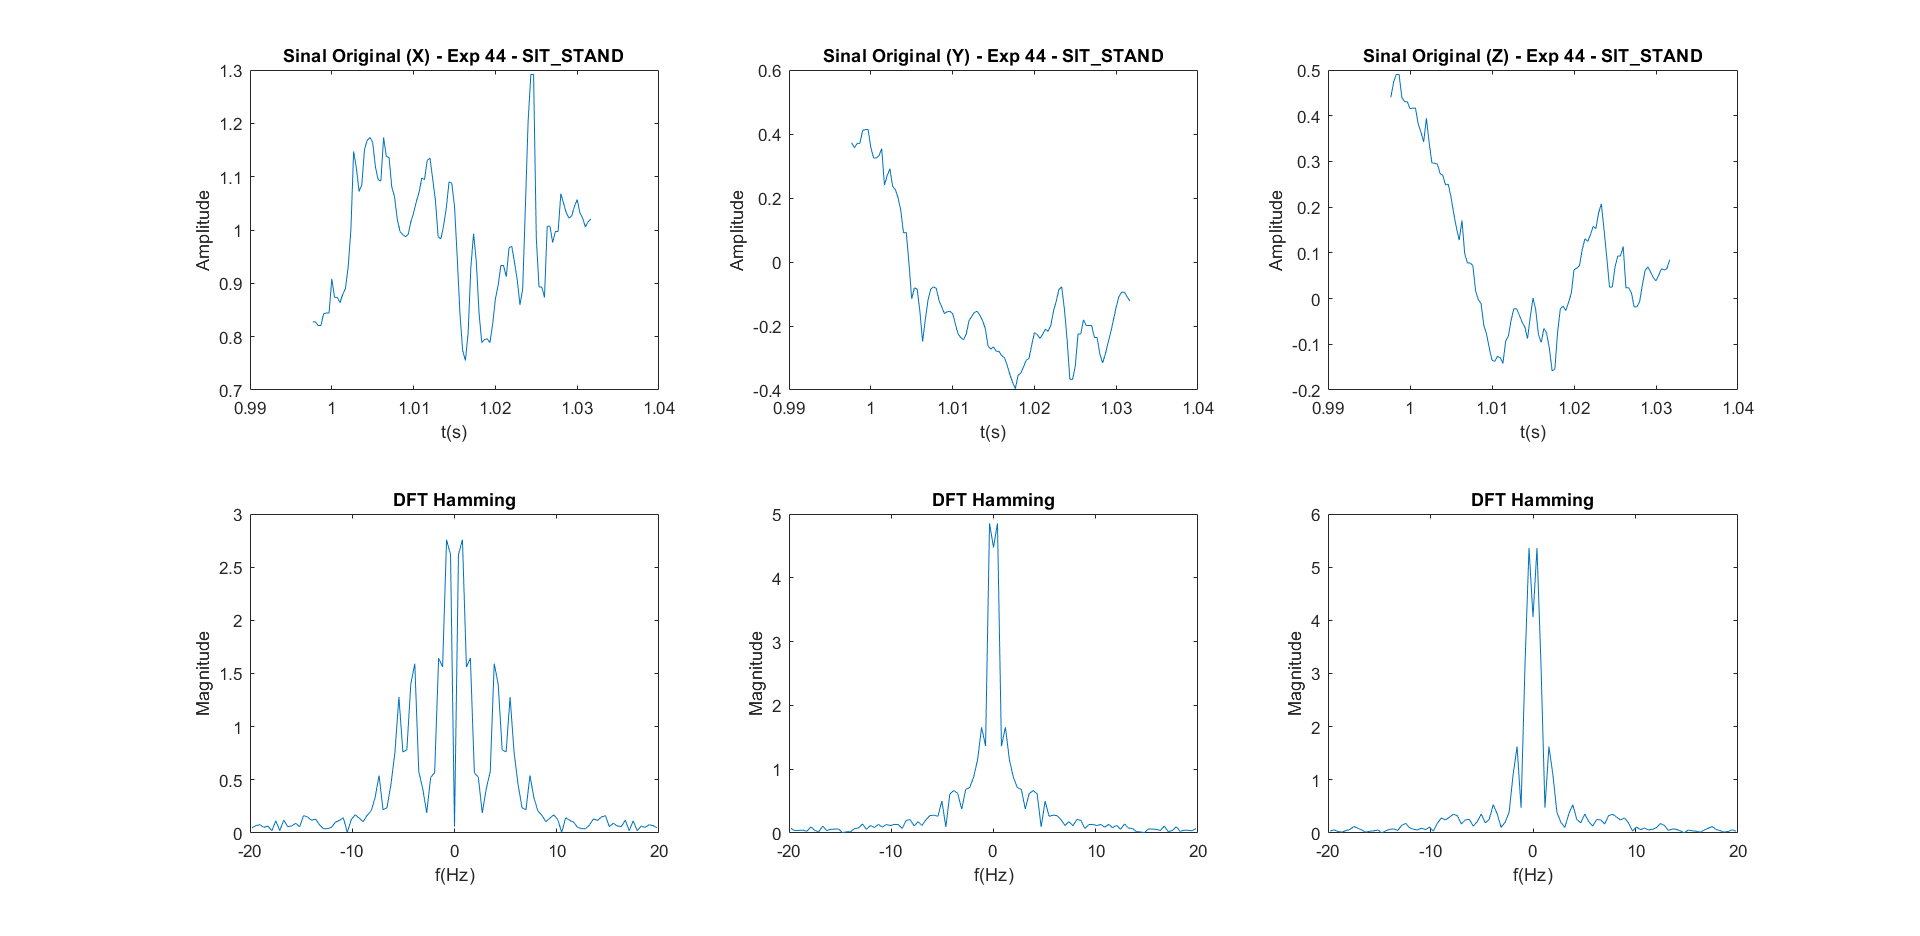 Sinal Original (X) - Exp 44 - SIT_STAND
1.3
1.2
1.1
1
0.9
0.8
0.7
Amplitude
0.99 1 1.01 1.02 1.03 1.04
t(s)
Sinal Original (Y) - Exp 44 - SIT_STAND
0.6
0.4
0.2
0
-0.2
-0.4
Amplitude
0.99 1 1.01 1.02 1.03 1.04
t(s)
Sinal Original (Z) - Exp 44 - SIT_STAND
0.5
0.4
0.3
0.2
0.1
0
-0.1
-0.2
Amplitude
0.99 1 1.01 1.02 1.03 1.04
t(s)
DFT Hamming
3
2.5
2
1.5
1
0.5
0
Magnitude
-20 -10 0 10 20
f(Hz)
DFT Hamming
5
4
3
2
1
0
Magnitude
-20 -10 0 10 20
f(Hz)
DFT Hamming
6
5
4
3
2
1
0
Magnitude
-20 -10 0 10 20
f(Hz)